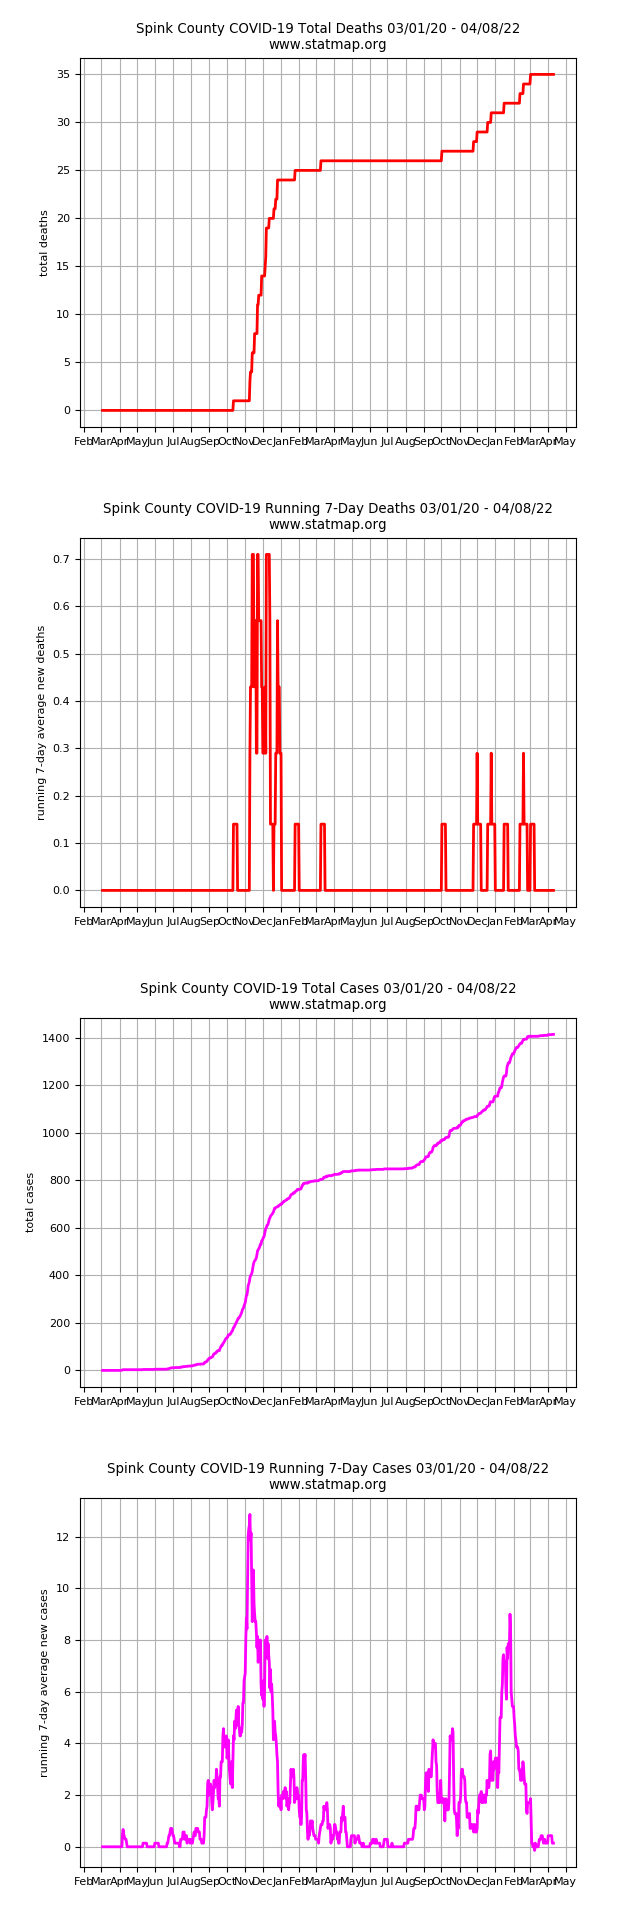 Spink County COVID-19 Total Deaths 03/01/20 - 04/08/22
www.statmap.org
35
30
25
20
15
10
5
0
total deaths
Feb Mar Apr May Jun Jul Aug Sep Oct Nov Dec Jan Feb Mar Apr May Jun Jul Aug Sep Oct Nov Dec Jan Feb Mar Apr May
Spink County COVID-19 Running 7-Day Deaths 03/01/20 - 04/08/22
www.statmap.org
0.7
0.6
0.5
0.4
0.3
0.2
0.1
0.0
running 7-day average new deaths
Feb Mar Apr May Jun Jul Aug Sep Oct Nov Dec Jan Feb Mar Apr May Jun Jul Aug Sep Oct Nov Dec Jan Feb Mar Apr May
Spink County COVID-19 Total Cases 03/01/20 - 04/08/22
www.statmap.org
1400
1200
1000
800
600
400
200
0
total cases
Feb Mar Apr May Jun Jul Aug Sep Oct Nov Dec Jan Feb Mar Apr May Jun Jul Aug Sep Oct Nov Dec Jan Feb Mar Apr May
Spink County COVID-19 Running 7-Day Cases 03/01/20 - 04/08/22
www.statmap.org
12
10
8
6
4
2
0
running 7-day average new cases
Feb Mar Apr May Jun Jul Aug Sep Oct Nov Dec Jan Feb Mar Apr May Jun Jul Aug Sep Oct Nov Dec Jan Feb Mar Apr May